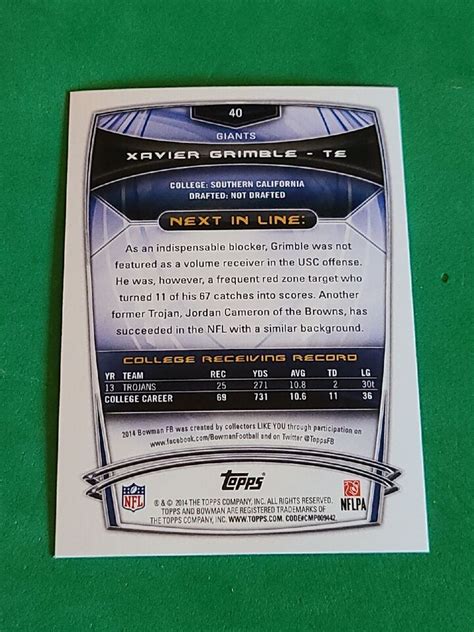 40
GIANTS
XAVIER GRIMBLE - TE
COLLEGE: SOUTHERN CALIFORNIA
DRAFTED: NOT DRAFTED
NEXT IN LINE:
As an indispensable blocker, Grimble was not
featured as a volume receiver in the USC offense.
He was, however, a frequent red zone target who
turned 11 of his 67 catches into scores. Another
former Trojan, Jordan Cameron of the Browns, has
succeeded in the NFL with a similar background.
COLLEGE RECEIVING RECORD
YR TEAM REC YDS AVG TD LG
13 TROJANS 25 271 10.8 2 30t
COLLEGE CAREER 69 731 10.6 11 36
2014 Bowman FB was created by collectors LIKE YOU through participation on
www.facebook.com/BowmanFootball and on Twitter @ToppsFB
Topps
NFL
NFLPA
® & © 2014 THE TOPPS COMPANY, INC. ALL RIGHTS RESERVED.
TOPPS AND BOWMAN ARE REGISTERED TRADEMARKS OF
THE TOPPS COMPANY, INC. WWW.TOPPS.COM. CODE#CMP009442